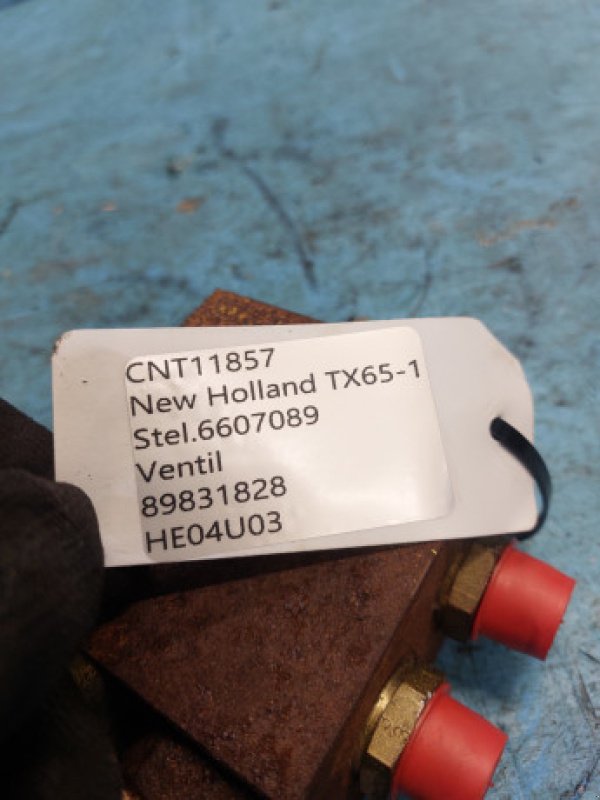 CNT11857
New Holland TX65-1
Stel.6607089
Ventil
89831828
HE04U03